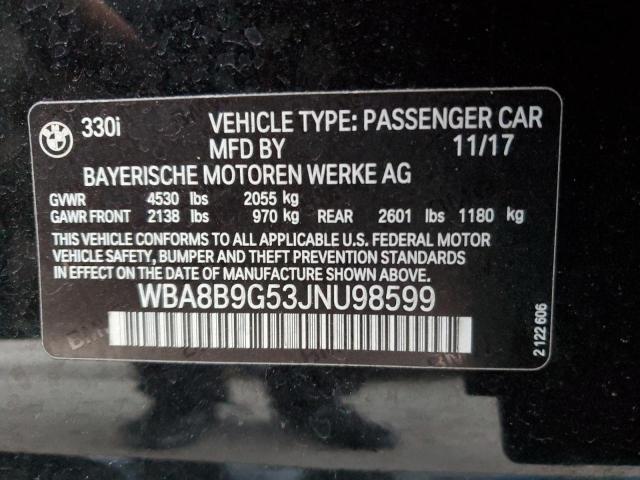 330i VEHICLE TYPE: PASSENGER CAR
MFD BY 11/17
BAYERISCHE MOTOREN WERKE AG
GVWR 4530 lbs 2055 kg
GAWR FRONT 2138 lbs 970 kg REAR 2601 lbs 1180 kg
THIS VEHICLE CONFORMS TO ALL APPLICABLE U.S. FEDERAL MOTOR
VEHICLE SAFETY, BUMPER AND THEFT PREVENTION STANDARDS
IN EFFECT ON THE DATE OF MANUFACTURE SHOWN ABOVE.
WBA8B9G53JNU98599
2 122 606